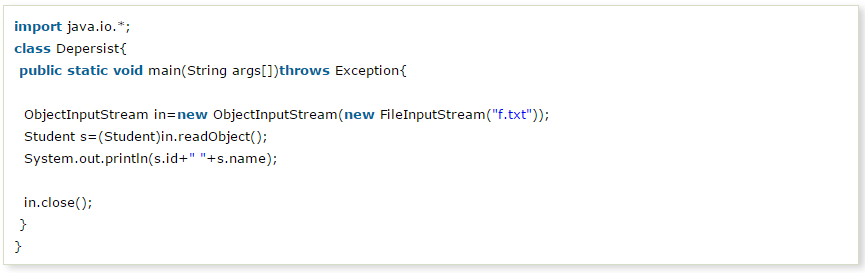 import java.io.*;
class Depersist{
public static void main(String args[])throws Exception{
ObjectInputStream in=new ObjectInputStream(new FileInputStream("f.txt"));
Student s=(Student)in.readObject();
System.out.println(s.id+" "+s.name);
in.close();
}
}